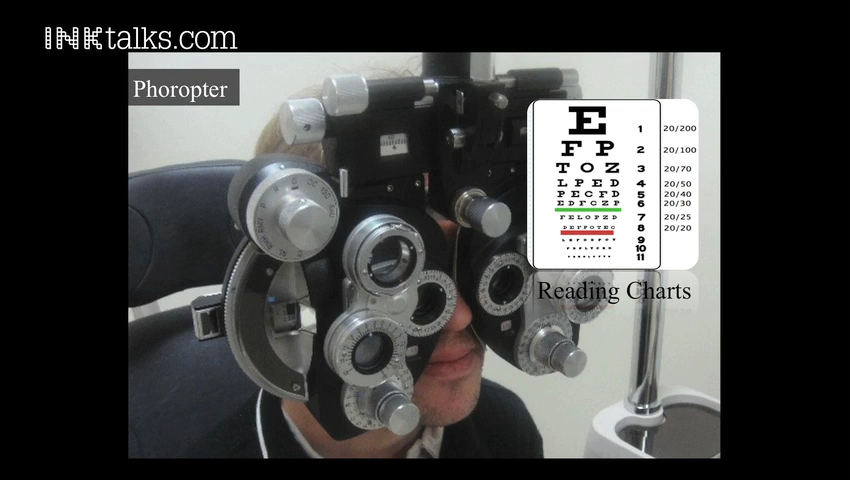 INKtalks.com
Phoropter
E 1 20/200
F P 2 20/100
T O Z 3 20/70
L P E D 4 20/50
P E C F D 5 20/40
E D F C Z P 6 20/30
F E L O P Z D 7 20/25
D E F P O T E C 8 20/20
9
10
11
Reading Charts